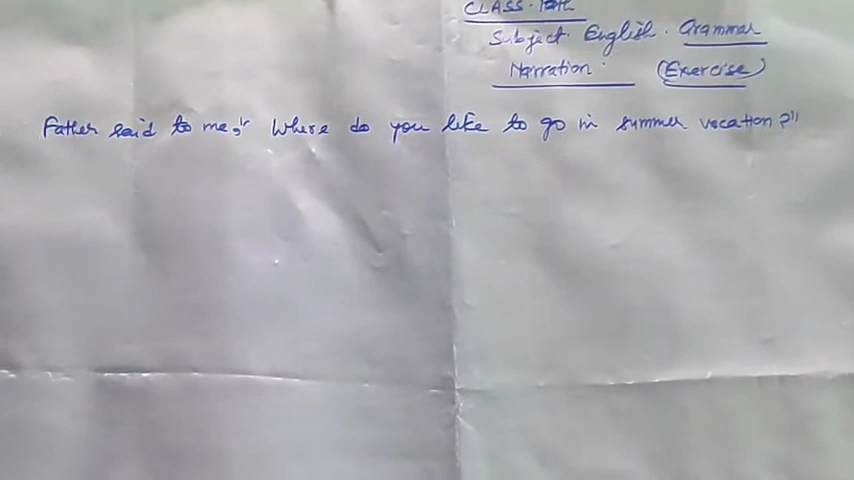 CLASS. 10th
Subject. English. Grammar
Narration. (Exercise)
Father said to me, " Where do you like to go in summer vacation ?"